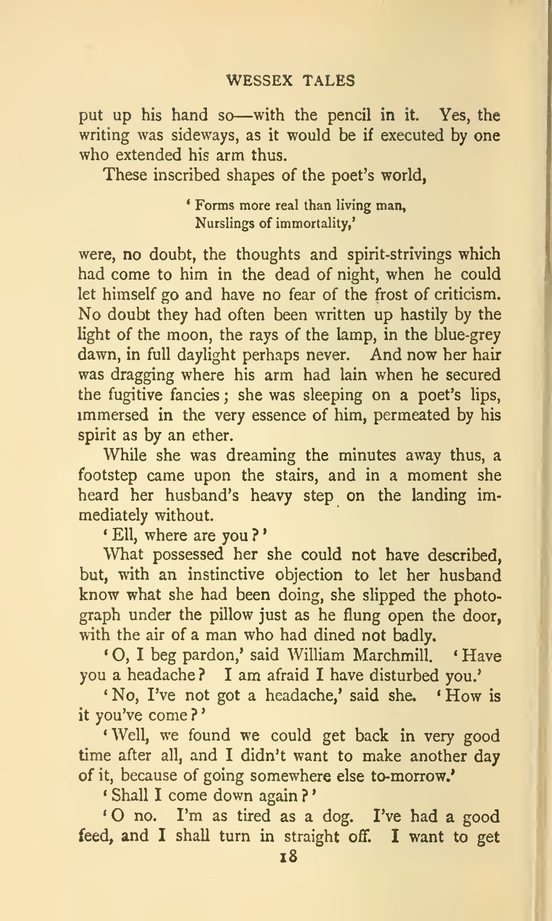 WESSEX TALES
put up his hand so—with the pencil in it. Yes, the
writing was sideways, as it would be if executed by one
who extended his arm thus.
These inscribed shapes of the poet's world,
‘ Forms more real than living man,
Nurslings of immortality,’
were, no doubt, the thoughts and spirit-strivings which
had come to him in the dead of night, when he could
let himself go and have no fear of the frost of criticism.
No doubt they had often been written up hastily by the
light of the moon, the rays of the lamp, in the blue-grey
dawn, in full daylight perhaps never. And now her hair
was dragging where his arm had lain when he secured
the fugitive fancies ; she was sleeping on a poet's lips,
immersed in the very essence of him, permeated by his
spirit as by an ether.
While she was dreaming the minutes away thus, a
footstep came upon the stairs, and in a moment she
heard her husband's heavy step on the landing im-
mediately without.
‘ Ell, where are you ? ’
What possessed her she could not have described,
but, with an instinctive objection to let her husband
know what she had been doing, she slipped the photo-
graph under the pillow just as he flung open the door,
with the air of a man who had dined not badly.
‘ O, I beg pardon,’ said William Marchmill. ‘ Have
you a headache ? I am afraid I have disturbed you.’
‘ No, I've not got a headache,’ said she. ‘ How is
it you've come ? ’
‘ Well, we found we could get back in very good
time after all, and I didn't want to make another day
of it, because of going somewhere else to-morrow.’
‘ Shall I come down again ? ’
‘ O no. I'm as tired as a dog. I've had a good
feed, and I shall turn in straight off. I want to get
18